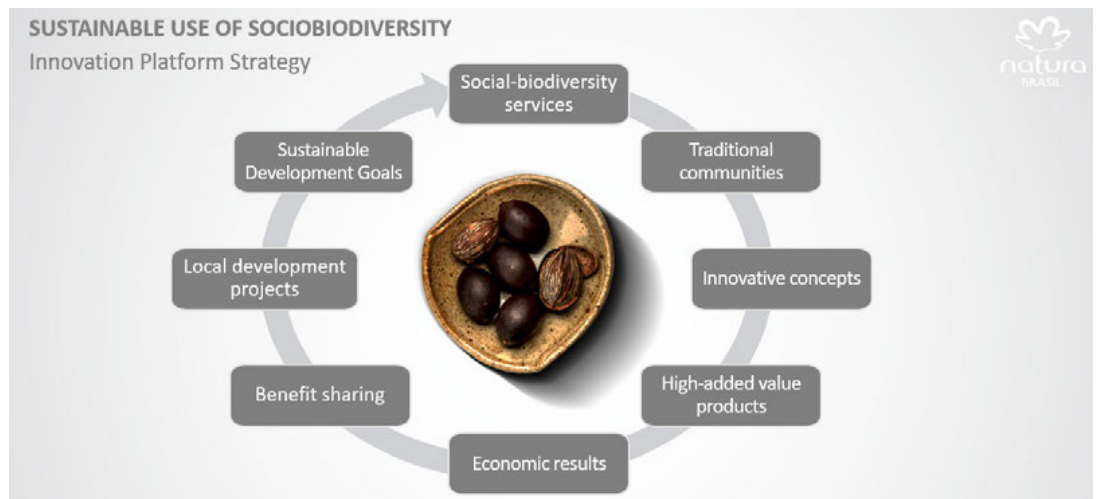 SUSTAINABLE USE OF SOCIOBIODIVERSITY
Innovation Platform Strategy
natura
BRASIL
Social-biodiversity
services
Traditional
communities
Innovative concepts
High-added value
products
Economic results
Benefit sharing
Local development
projects
Sustainable
Development Goals